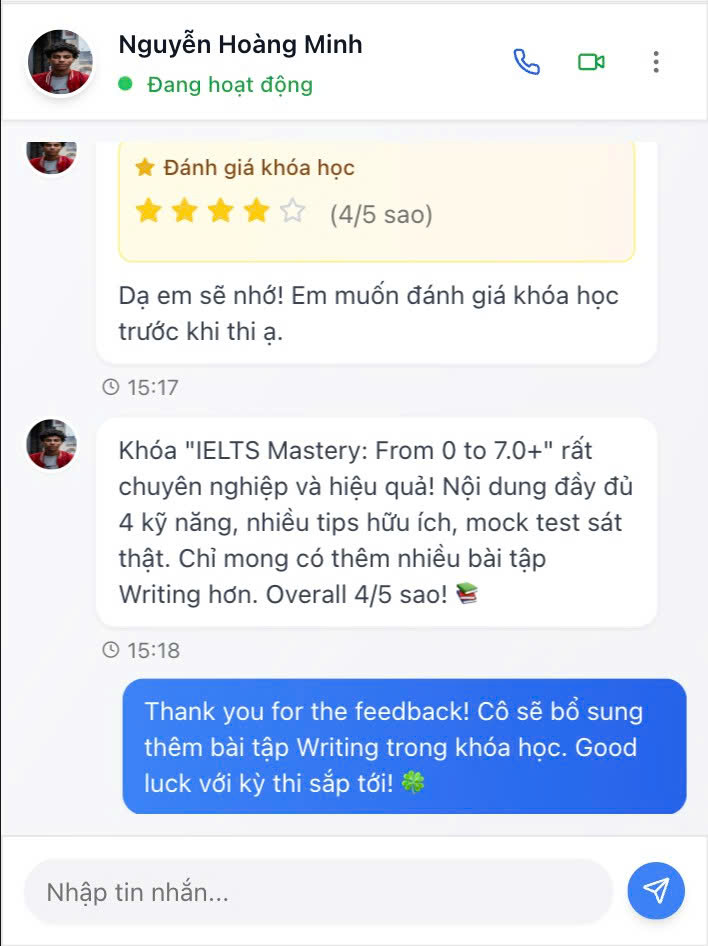 Nguyễn Hoàng Minh
Đang hoạt động
Đánh giá khóa học
(4/5 sao)
Dạ em sẽ nhớ! Em muốn đánh giá khóa học
trước khi thi ạ.
15:17
Khóa "IELTS Mastery: From 0 to 7.0+" rất
chuyên nghiệp và hiệu quả! Nội dung đầy đủ
4 kỹ năng, nhiều tips hữu ích, mock test sát
thật. Chỉ mong có thêm nhiều bài tập
Writing hơn. Overall 4/5 sao! 📚
15:18
Thank you for the feedback! Cô sẽ bổ sung
thêm bài tập Writing trong khóa học. Good
luck với kỳ thi sắp tới! 🍀
Nhập tin nhắn...